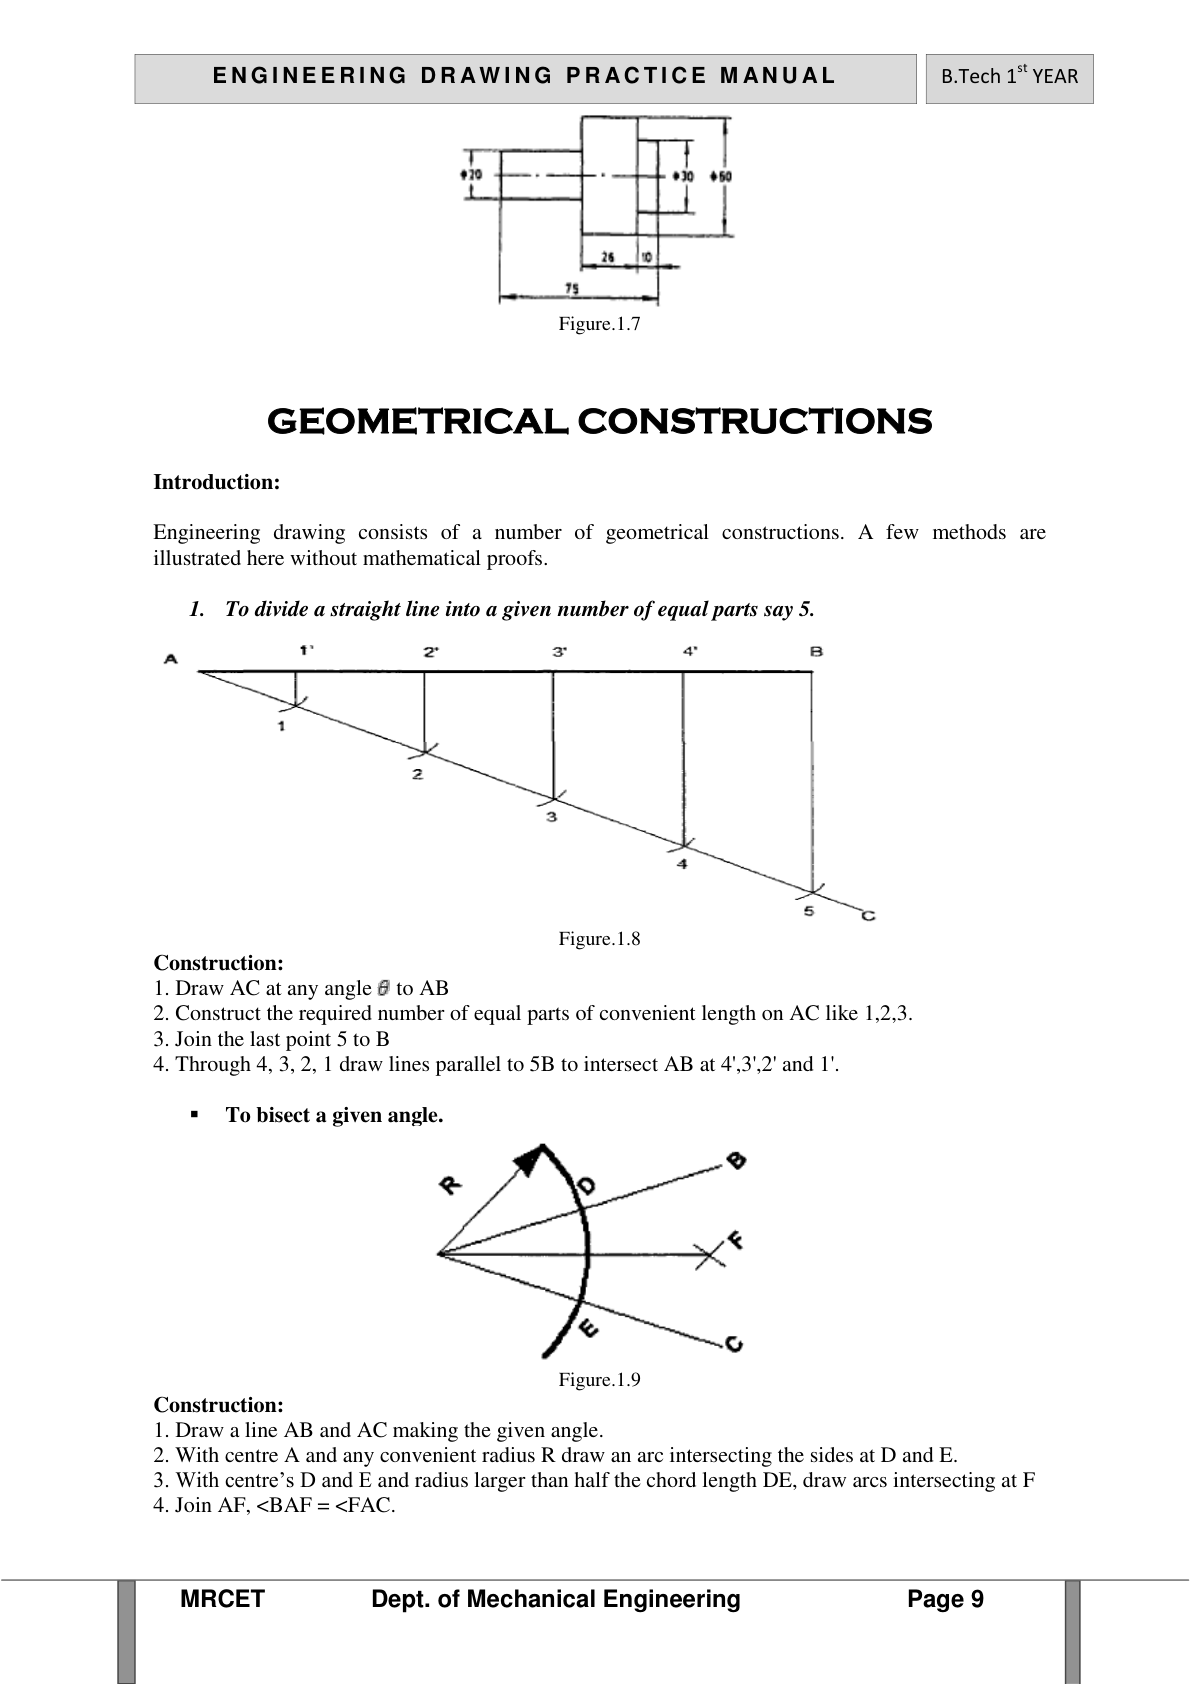 ENGINEERING DRAWING PRACTICE MANUAL
B.Tech 1st YEAR
Φ20
Φ30
Φ60
26
10
75
Figure.1.7
GEOMETRICAL CONSTRUCTIONS
Introduction:
Engineering drawing consists of a number of geometrical constructions. A few methods are
illustrated here without mathematical proofs.
1. To divide a straight line into a given number of equal parts say 5.
A 1' 2' 3' 4' B
1
2
3
4
5
C
Figure.1.8
Construction:
1. Draw AC at any angle θ to AB
2. Construct the required number of equal parts of convenient length on AC like 1,2,3.
3. Join the last point 5 to B
4. Through 4, 3, 2, 1 draw lines parallel to 5B to intersect AB at 4',3',2' and 1'.
▪ To bisect a given angle.
R
D
B
F
E
C
Figure.1.9
Construction:
1. Draw a line AB and AC making the given angle.
2. With centre A and any convenient radius R draw an arc intersecting the sides at D and E.
3. With centre’s D and E and radius larger than half the chord length DE, draw arcs intersecting at F
4. Join AF, <BAF = <FAC.
MRCET Dept. of Mechanical Engineering Page 9